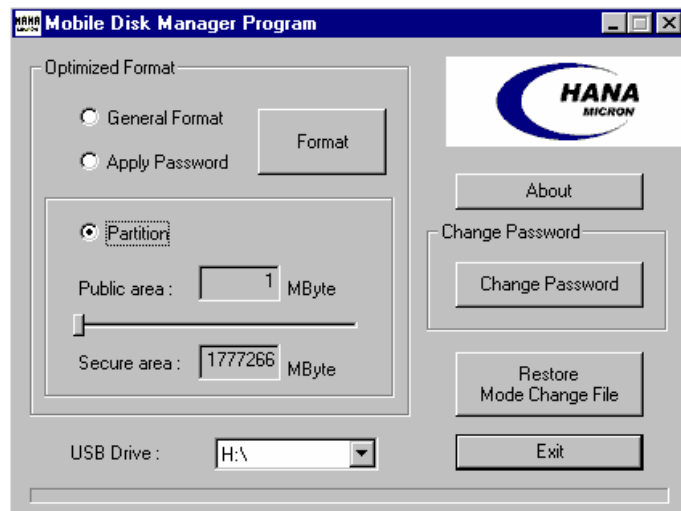 Mobile Disk Manager Program
Optimized Format
General Format
Apply Password
Format
Partition
Public area : 1 MByte
Secure area : 1777266 MByte
USB Drive : H:\
HANA
MICRON
About
Change Password
Change Password
Restore
Mode Change File
Exit